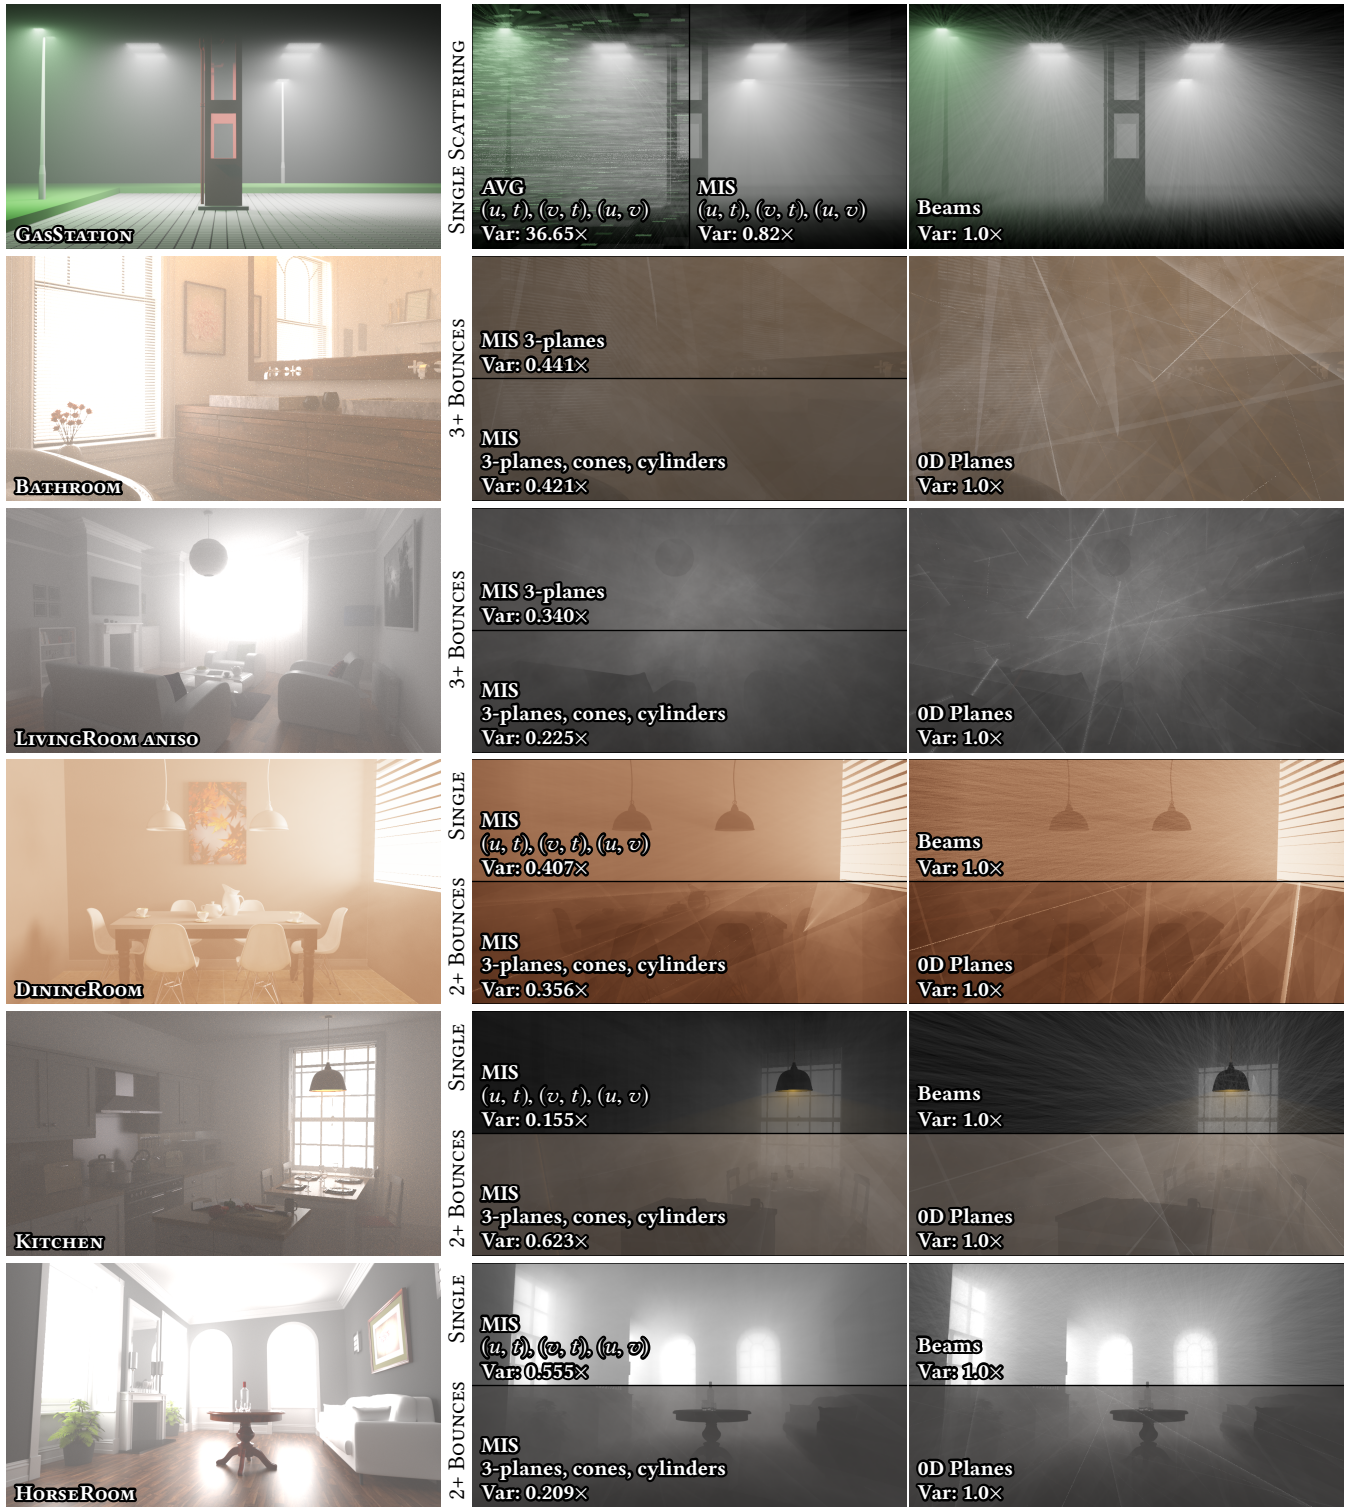 GasStation
Single Scattering
AVG
(u, t), (v, t), (u, v)
Var: 36.65×
MIS
(u, t), (v, t), (u, v)
Var: 0.82×
Beams
Var: 1.0×
Bathroom
3+ Bounces
MIS 3-planes
Var: 0.441×
MIS
3-planes, cones, cylinders
Var: 0.421×
0D Planes
Var: 1.0×
LivingRoom aniso
3+ Bounces
MIS 3-planes
Var: 0.340×
MIS
3-planes, cones, cylinders
Var: 0.225×
0D Planes
Var: 1.0×
DiningRoom
Single
2+ Bounces
MIS
(u, t), (v, t), (u, v)
Var: 0.407×
MIS
3-planes, cones, cylinders
Var: 0.356×
Beams
Var: 1.0×
0D Planes
Var: 1.0×
Kitchen
Single
2+ Bounces
MIS
(u, t), (v, t), (u, v)
Var: 0.155×
MIS
3-planes, cones, cylinders
Var: 0.623×
Beams
Var: 1.0×
0D Planes
Var: 1.0×
HorseRoom
Single
2+ Bounces
MIS
(u, t), (v, t), (u, v)
Var: 0.555×
MIS
3-planes, cones, cylinders
Var: 0.209×
Beams
Var: 1.0×
0D Planes
Var: 1.0×